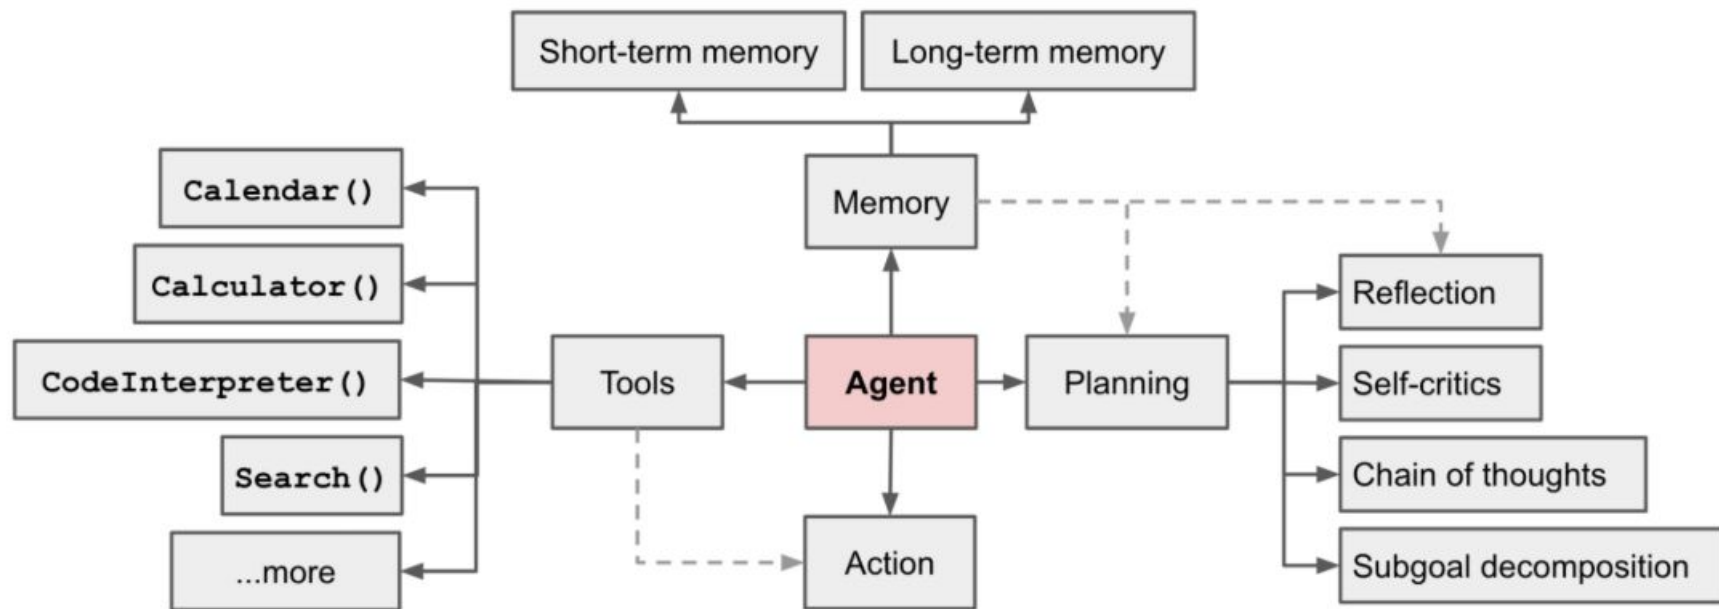 Short-term memory
Long-term memory
Calendar()
Memory
Calculator()
Reflection
CodeInterpreter()
Tools
Agent
Planning
Self-critics
Search()
Chain of thoughts
...more
Action
Subgoal decomposition